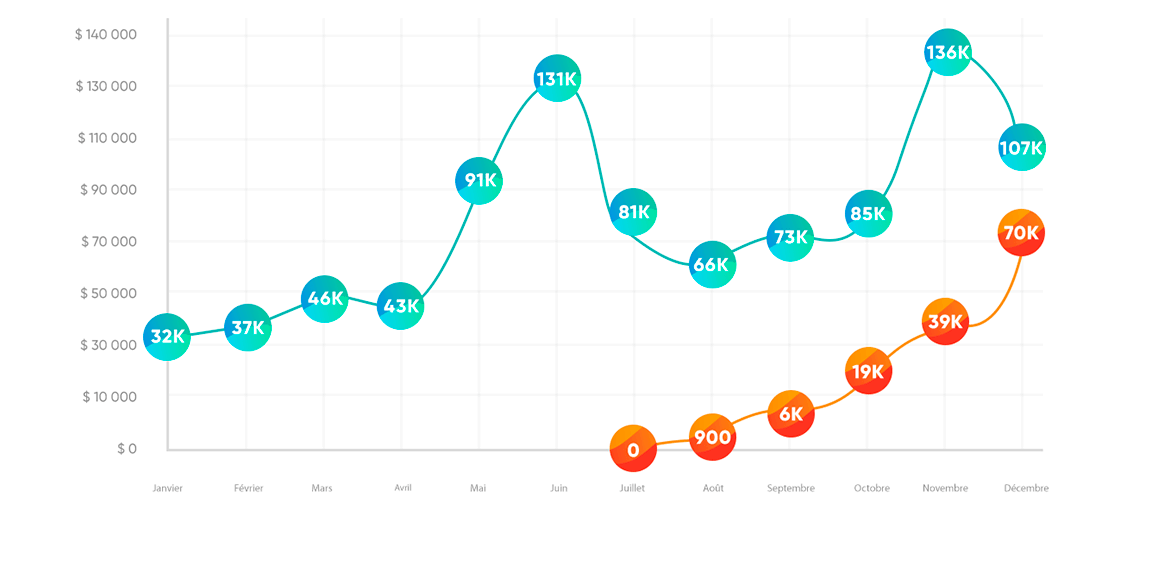 $ 140 000
$ 130 000
$ 110 000
$ 90 000
$ 70 000
$ 50 000
$ 30 000
$ 10 000
$ 0
32K
37K
46K
43K
91K
131K
81K
66K
73K
85K
136K
107K
0
900
6K
19K
39K
70K
Janvier Février Mars Avril Mai Juin Juillet Août Septembre Octobre Novembre Décembre